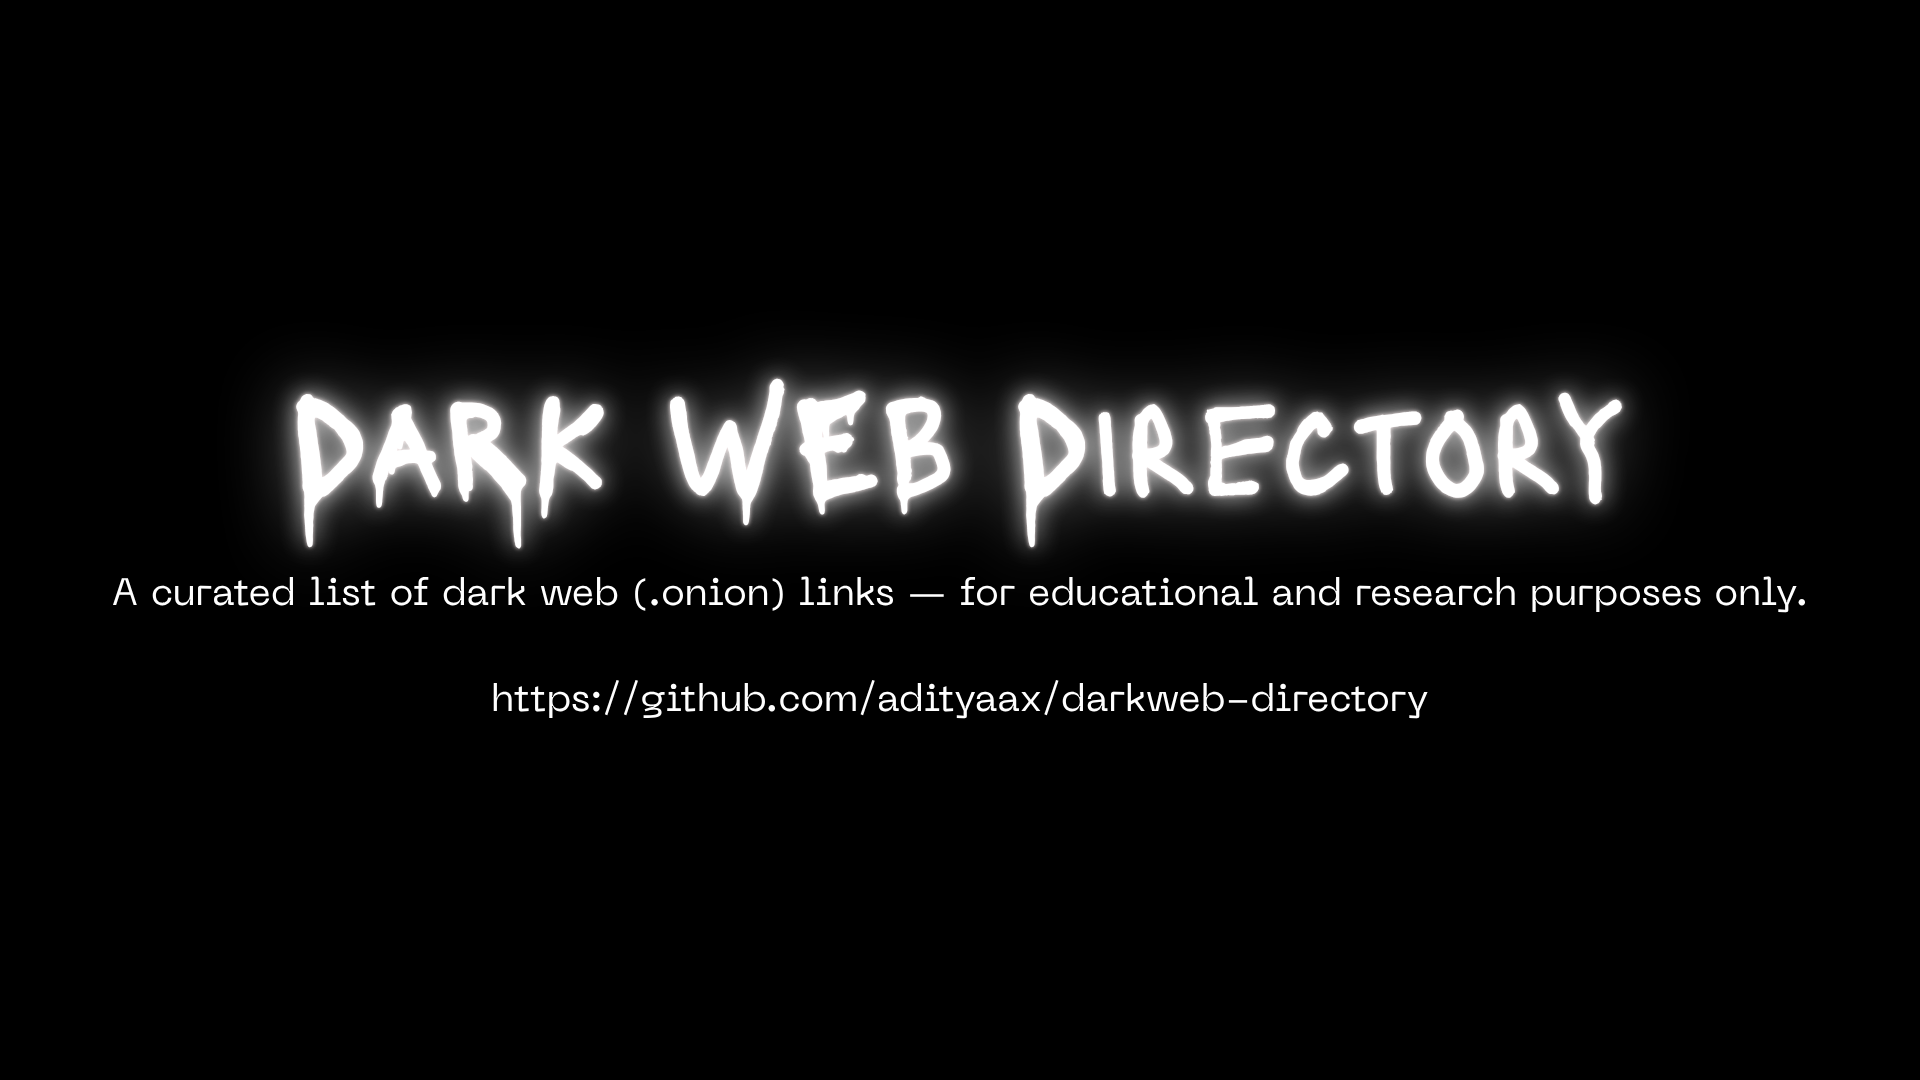 DARK WEB DIRECTORY
A curated list of dark web (.onion) links — for educational and research purposes only.
https://github.com/adityaax/darkweb-directory